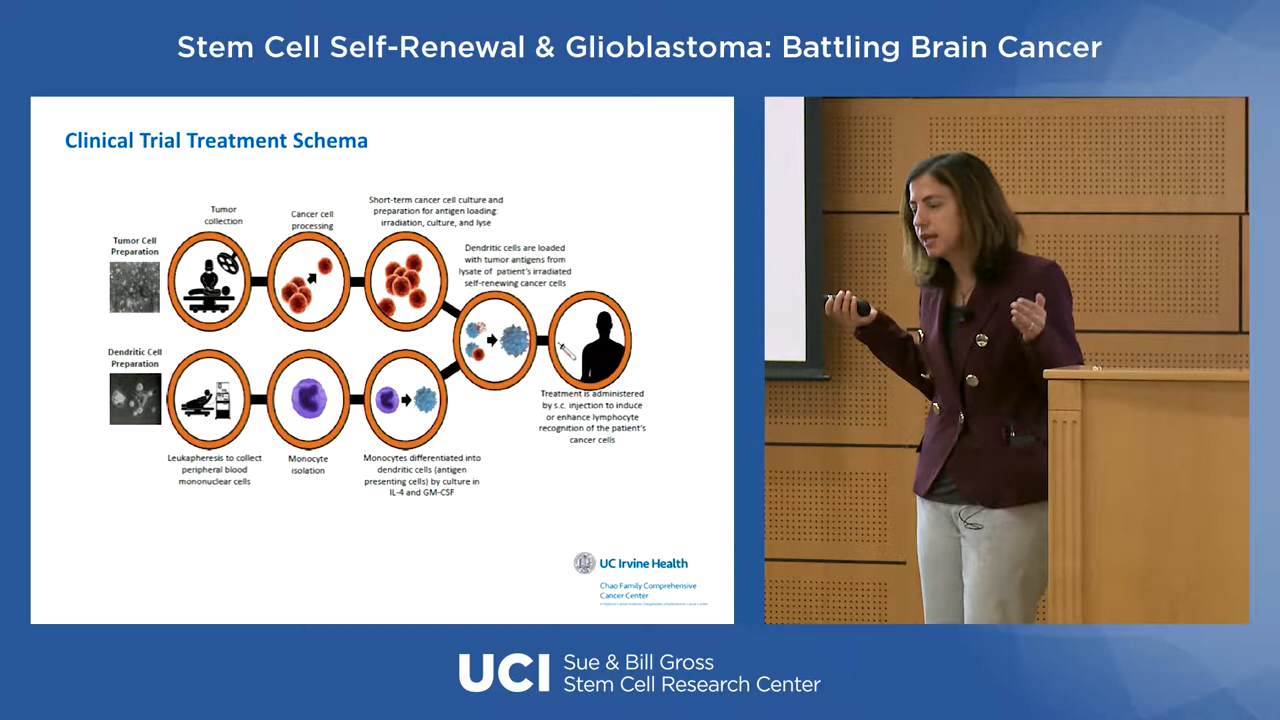 Stem Cell Self-Renewal & Glioblastoma: Battling Brain Cancer
Clinical Trial Treatment Schema
Tumor Cell
Preparation
Tumor
collection
Cancer cell
processing
Short-term cancer cell culture and
preparation for antigen loading:
irradiation, culture, and lyse
Dendritic cells are loaded
with tumor antigens from
lysate of patient's irradiated
self-renewing cancer cells
Dendritic Cell
Preparation
Leukapheresis to collect
peripheral blood
mononuclear cells
Monocyte
isolation
Monocytes differentiated into
dendritic cells (antigen
presenting cells) by culture in
IL-4 and GM-CSF
Treatment is administered
by s.c. injection to induce
or enhance lymphocyte
recognition of the patient's
cancer cells
UC Irvine Health
Chao Family Comprehensive
Cancer Center
UCI
Sue & Bill Gross
Stem Cell Research Center